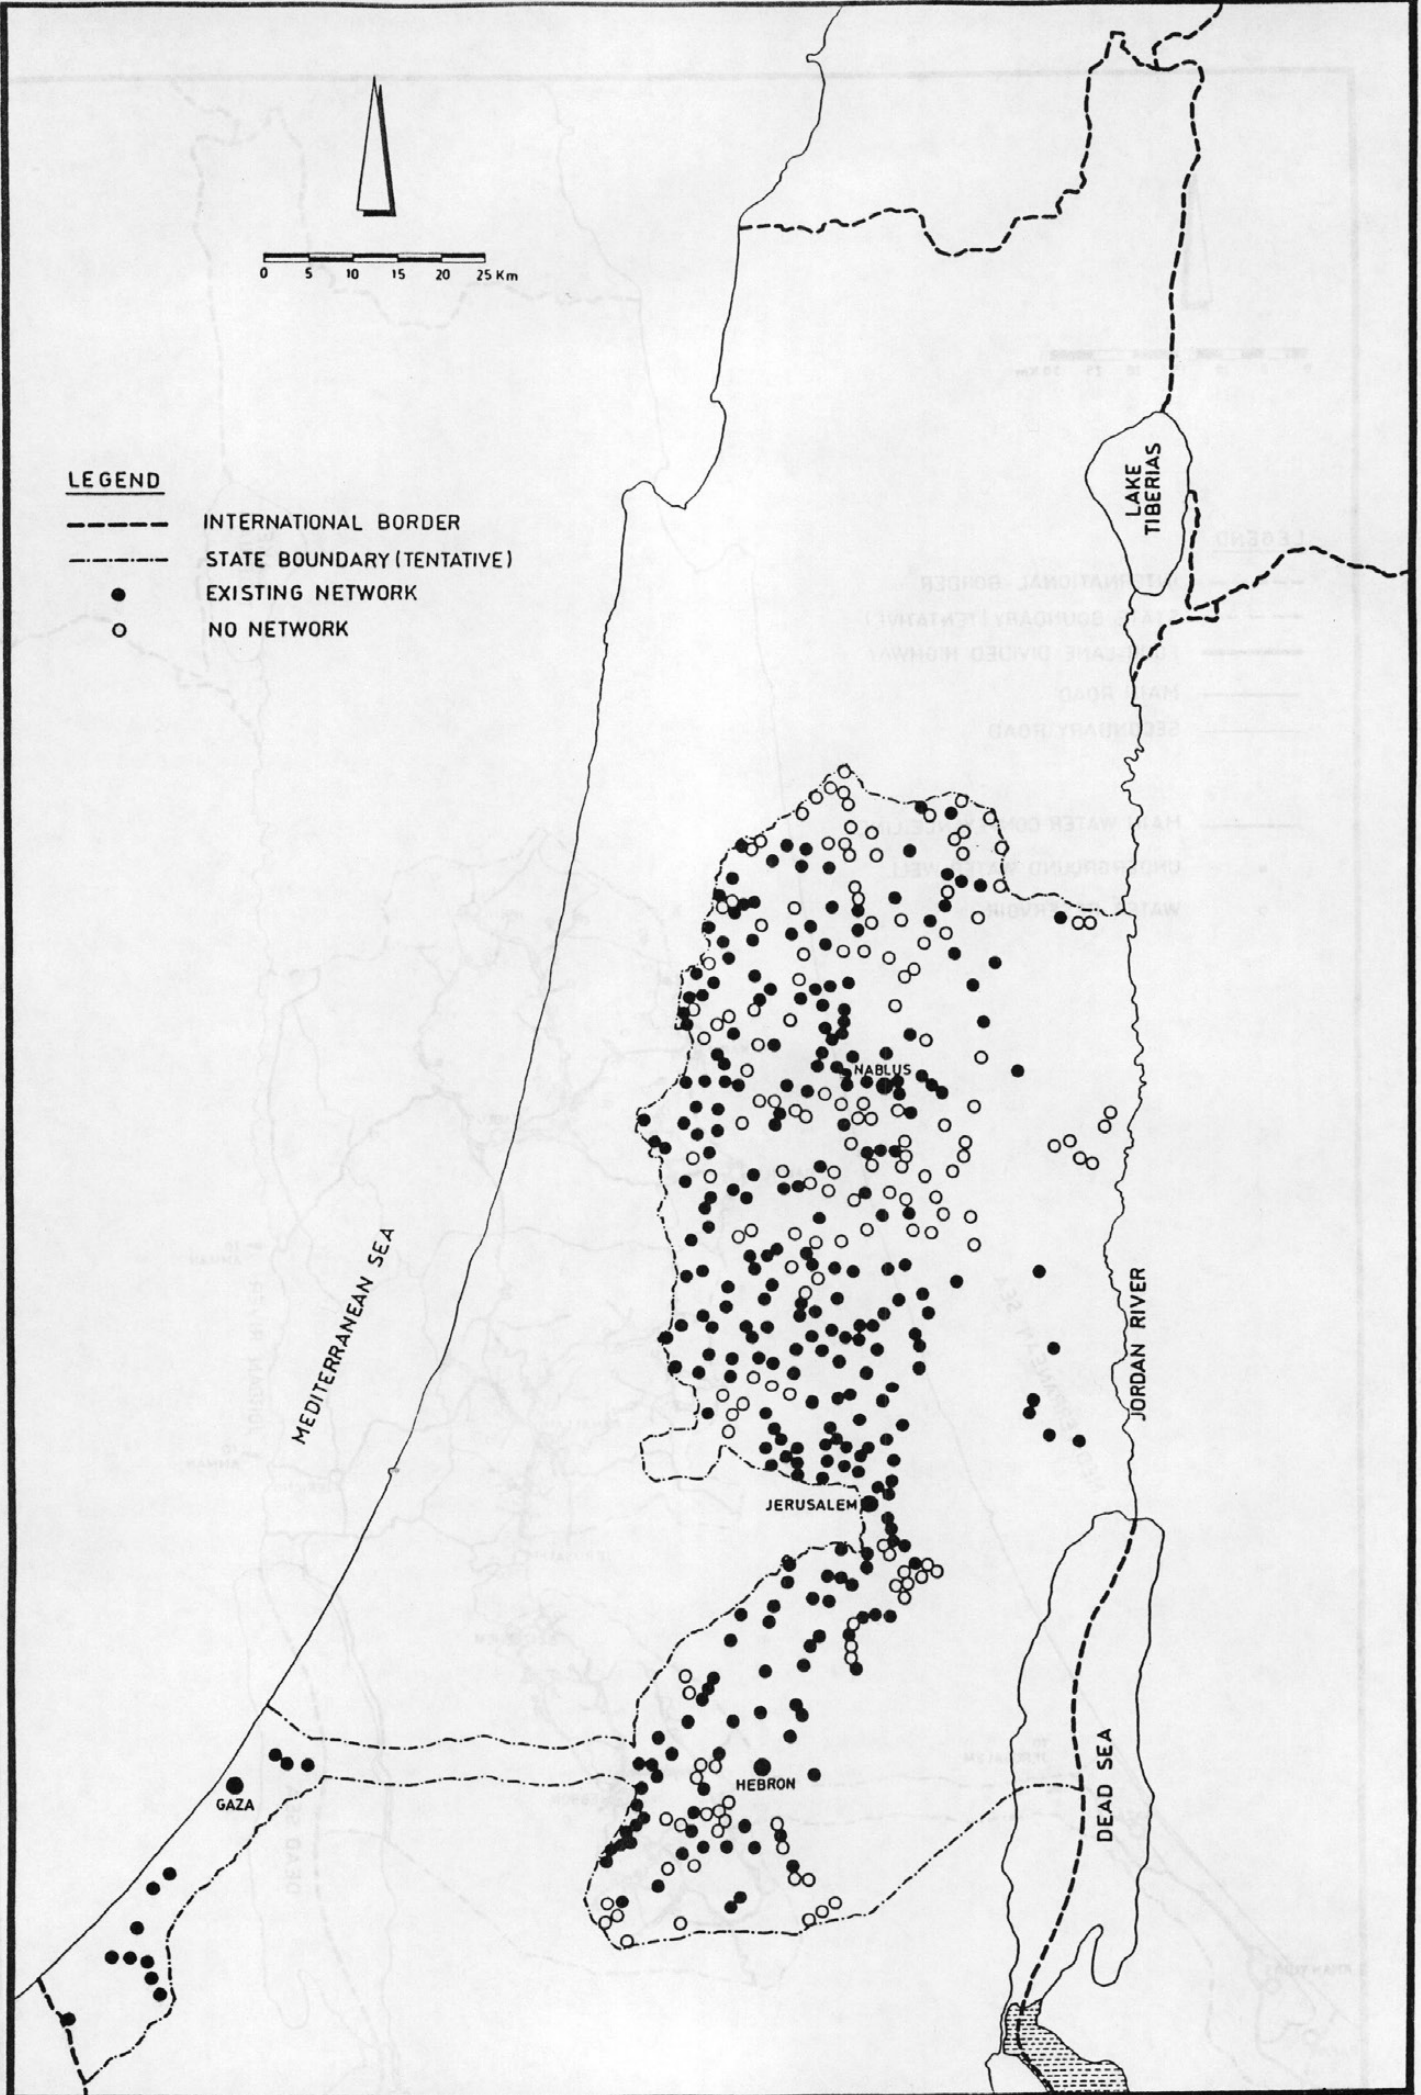 0 5 10 15 20 25 Km
LEGEND
INTERNATIONAL BORDER
STATE BOUNDARY (TENTATIVE)
EXISTING NETWORK
NO NETWORK
LAKE
TIBERIAS
NABLUS
MEDITERRANEAN SEA
JORDAN RIVER
JERUSALEM
HEBRON
GAZA
DEAD SEA